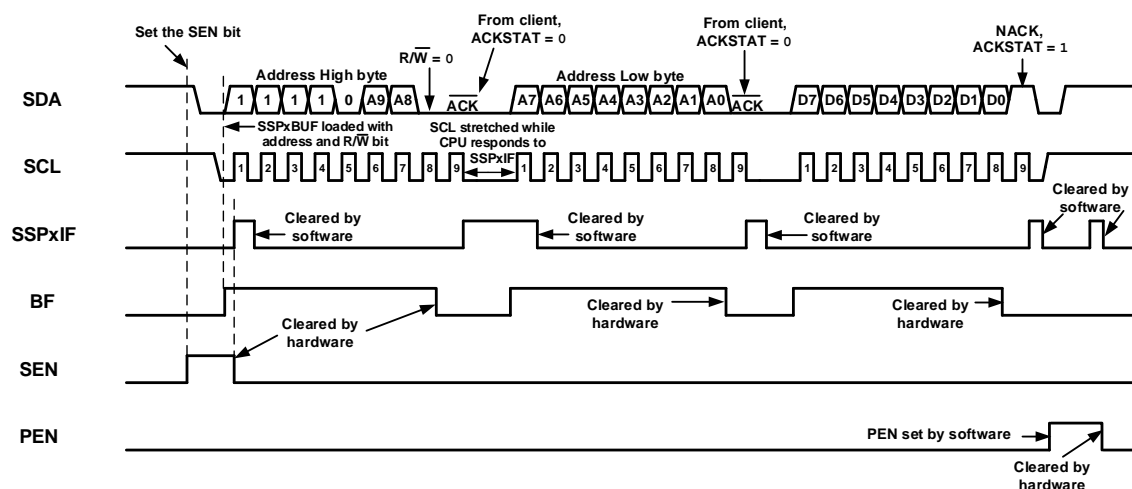 Set the SEN bit
From client,
ACKSTAT = 0
From client,
ACKSTAT = 0
NACK,
ACKSTAT = 1
R/W = 0
Address High byte
Address Low byte
SDA
1 1 1 1 0 A9 A8
ACK
A7 A6 A5 A4 A3 A2 A1 A0
ACK
D7 D6 D5 D4 D3 D2 D1 D0
SSPxBUF loaded with
address and R/W bit
SCL stretched while
CPU responds to
SSPxIF
SCL
1 2 3 4 5 6 7 8 9
1 2 3 4 5 6 7 8 9
1 2 3 4 5 6 7 8 9
SSPxIF
Cleared by
software
Cleared by
software
Cleared by
software
Cleared by
software
BF
Cleared by
hardware
Cleared by
hardware
Cleared by
hardware
SEN
PEN
PEN set by software
Cleared by
hardware